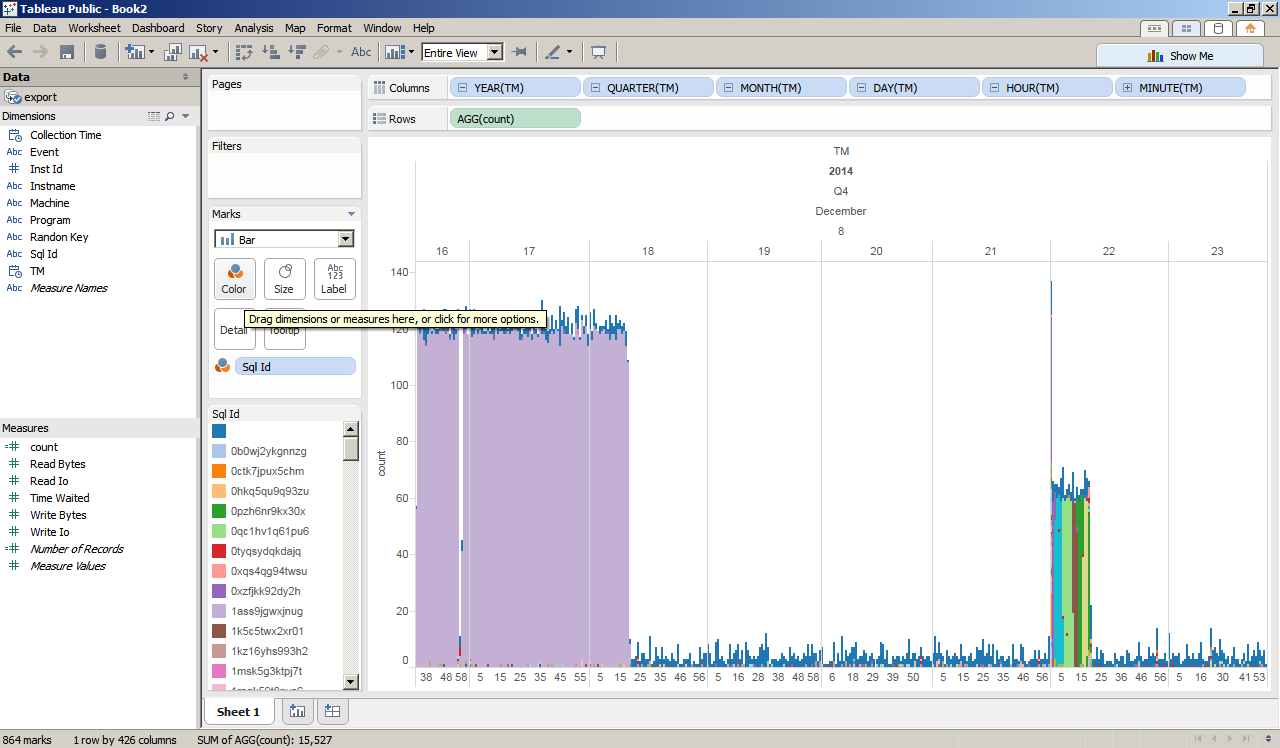 Tableau Public - Book2
File Data Worksheet Dashboard Story Analysis Map Format Window Help
Abc Entire View
Show Me
Data
export
Dimensions
Collection Time
Abc Event
Inst Id
Abc Instname
Abc Machine
Abc Program
Abc Randon Key
Abc Sql Id
TM
Abc Measure Names
Measures
count
Read Bytes
Read Io
Time Waited
Write Bytes
Write Io
Number of Records
Measure Values
Pages
Filters
Marks
Bar
Color Size Abc 123 Label
Detail Tooltip
Drag dimensions or measures here, or click for more options.
Sql Id
Sql Id
0b0wj2ykgnnzg
0ctk7jpux5chm
0hkq5qu9q93zu
0pzh6nr9kx30x
0qc1hv1q61pu6
0tyqsydqkdajq
0xqs4qg94twsu
0xzfjkk92dy2h
1ass9jgwxjnug
1k5c5twx2xr01
1kz16yhs993h2
1msk5g3ktpj7t
Columns YEAR(TM) QUARTER(TM) MONTH(TM) DAY(TM) HOUR(TM) MINUTE(TM)
Rows AGG(count)
TM
2014
Q4
December
8
16 17 18 19 20 21 22 23
140
120
100
80
60
40
20
0
count
38 48 58 5 15 25 35 45 55 5 15 25 35 46 56 5 16 28 38 48 58 6 18 29 39 50 5 15 25 36 46 56 5 15 25 36 46 56 5 16 30 41 53
Sheet 1
864 marks 1 row by 426 columns SUM of AGG(count): 15,527